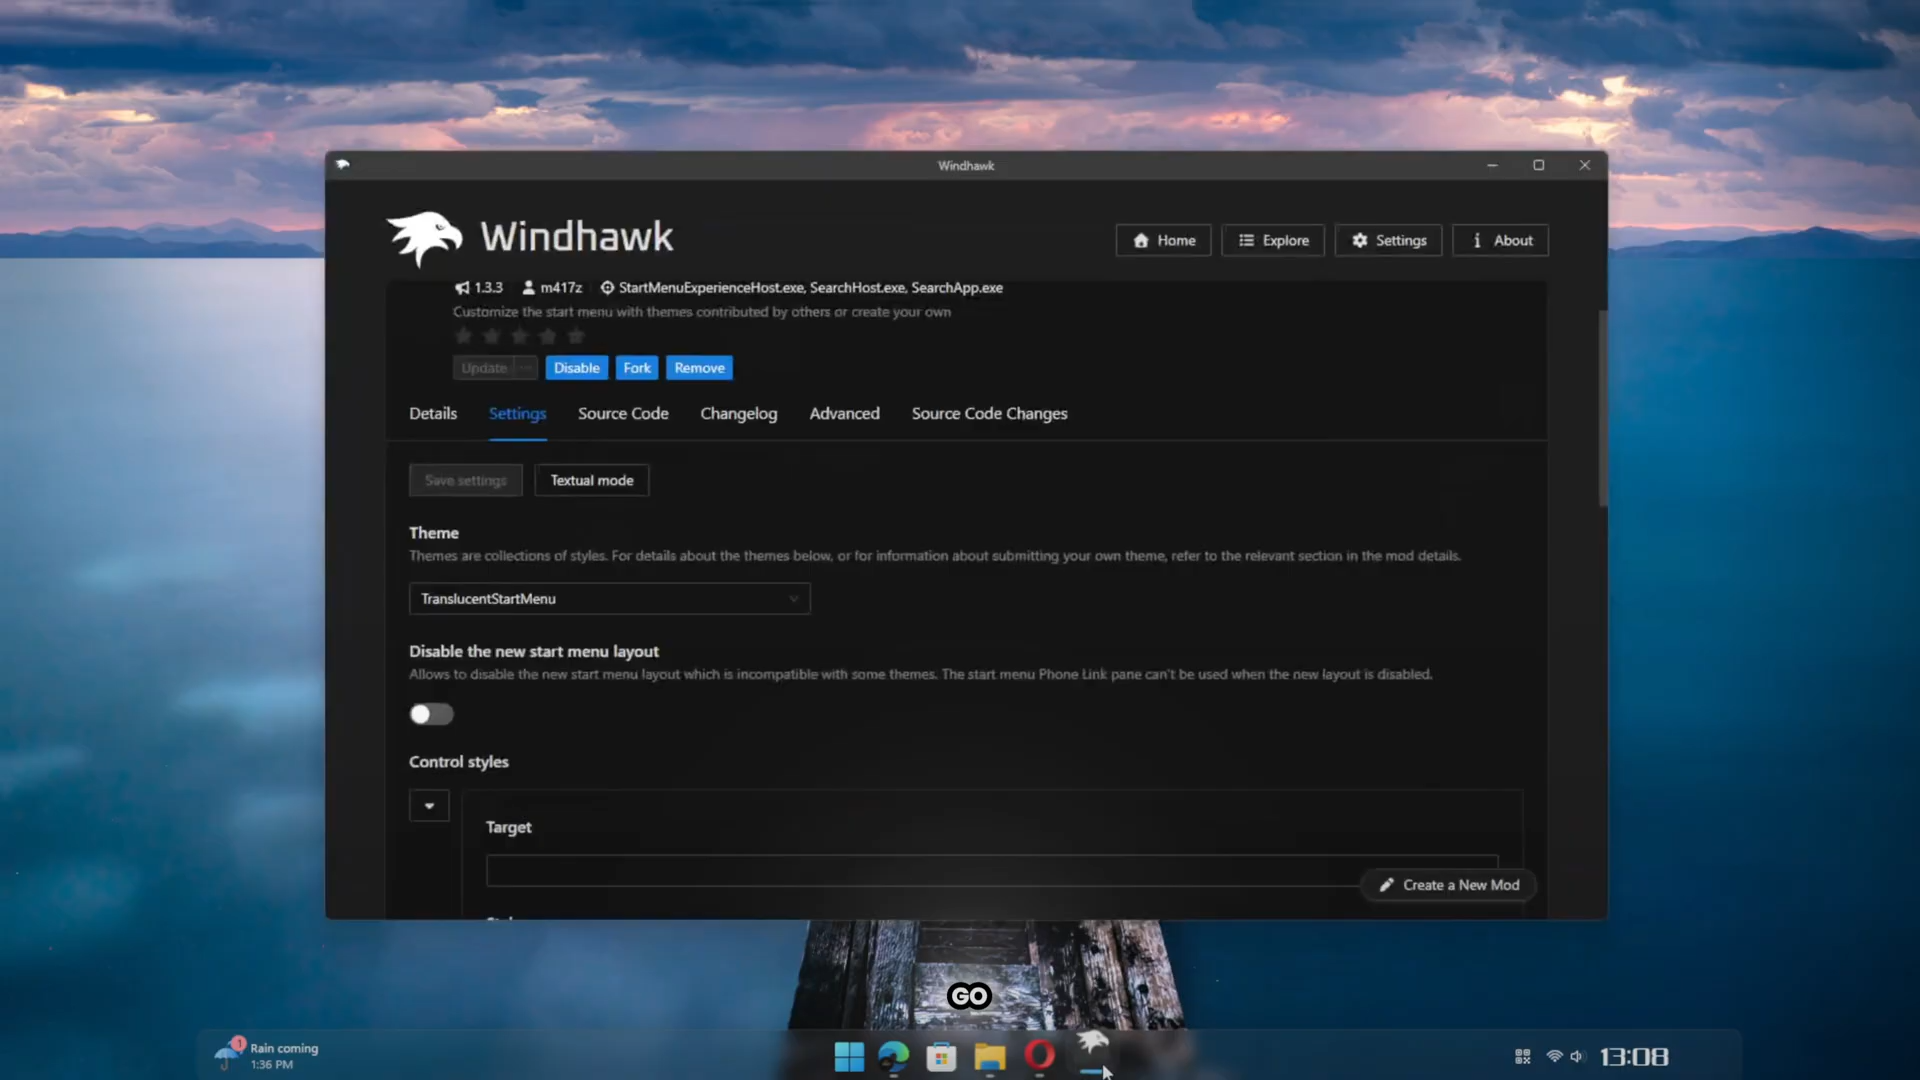 Windhawk
Windhawk
Home
Explore
Settings
About
1.3.3 m417z StartMenuExperienceHost.exe, SearchHost.exe, SearchApp.exe
Customize the start menu with themes contributed by others or create your own
Update
Disable
Fork
Remove
Details
Settings
Source Code
Changelog
Advanced
Source Code Changes
Save settings
Textual mode
Theme
Themes are collections of styles. For details about the themes below, or for information about submitting your own theme, refer to the relevant section in the mod details.
TranslucentStartMenu
Disable the new start menu layout
Allows to disable the new start menu layout which is incompatible with some themes. The start menu Phone Link pane can't be used when the new layout is disabled.
Control styles
Target
Create a New Mod
GO
1
Rain coming
1:36 PM
13:08